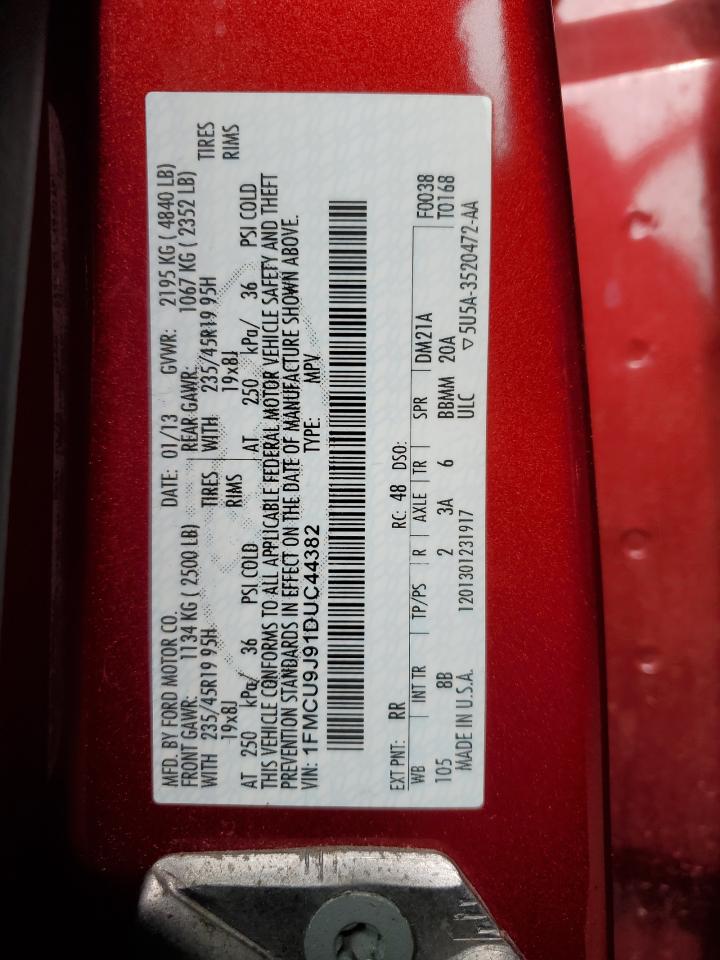 MFD. BY FORD MOTOR CO. DATE: 01/13 GVWR: 2195 KG ( 4840 LB)
FRONT GAWR: 1134 KG ( 2500 LB) REAR GAWR: 1067 KG ( 2352 LB)
WITH 235/45R19 95H TIRES WITH 235/45R19 95H TIRES
19x8J RIMS 19x8J RIMS
AT 250 kPa/ 36 PSI COLD AT 250 kPa/ 36 PSI COLD
THIS VEHICLE CONFORMS TO ALL APPLICABLE FEDERAL MOTOR VEHICLE SAFETY AND THEFT
PREVENTION STANDARDS IN EFFECT ON THE DATE OF MANUFACTURE SHOWN ABOVE.
VIN: 1FMCU9J91DUC44382 TYPE: MPV
EXT PNT: RR RC: 48 DSO: F0038
WB INT TR TP/PS R AXLE TR SPR DM21A T0168
105 8B 2 3A 6 BBMM 20A
MADE IN U.S.A. 1201301231917 ULC ▽5U5A-3520472-AA